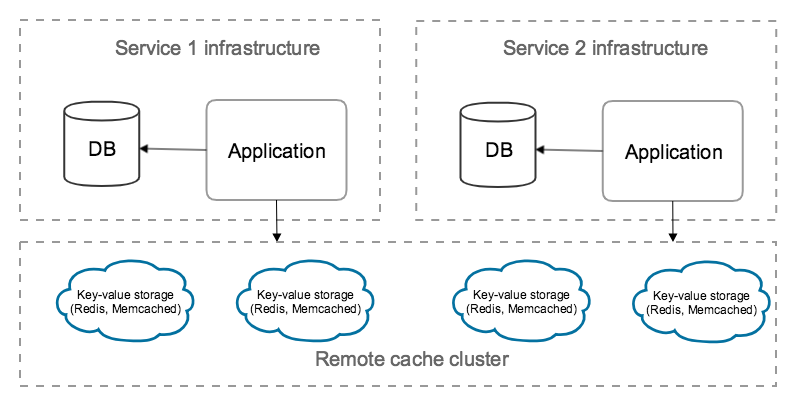 Service 1 infrastructure
Service 2 infrastructure
DB
Application
DB
Application
Key-value storage
(Redis, Memcached)
Key-value storage
(Redis, Memcached)
Key-value storage
(Redis, Memcached)
Key-value storage
(Redis, Memcached)
Remote cache cluster